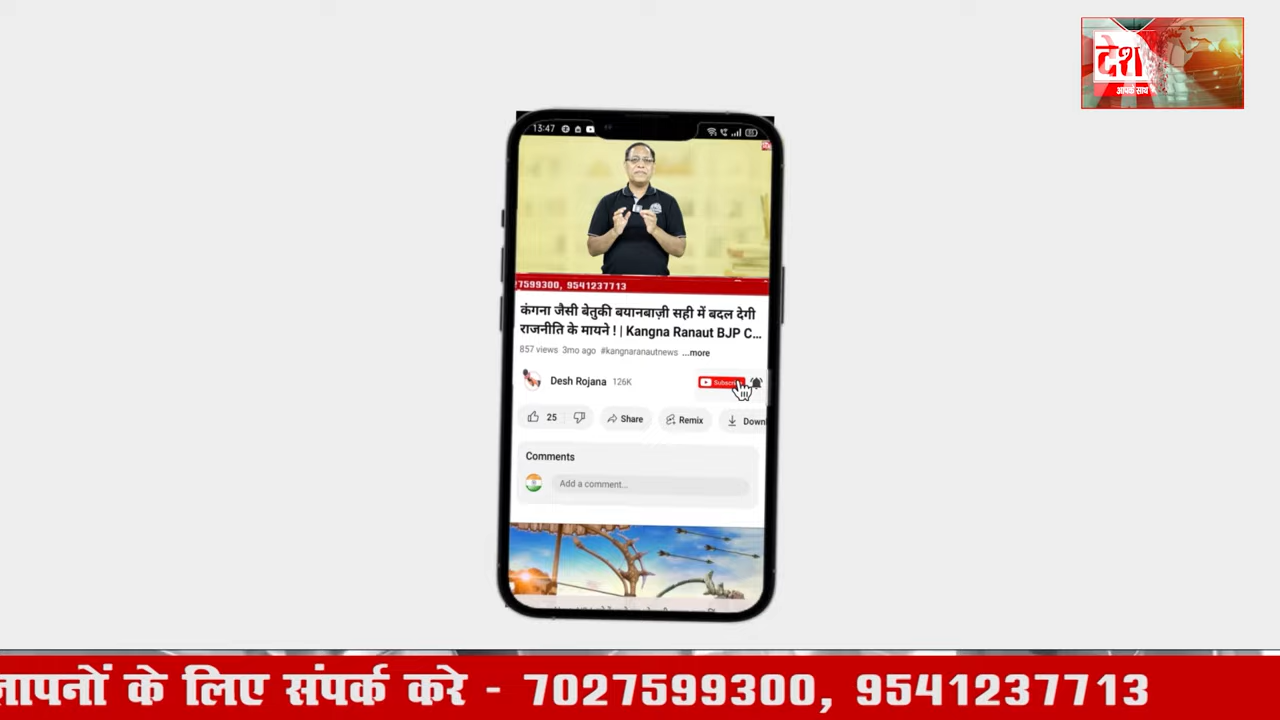 देश
आपके साथ
13:47
7599300, 9541237713
कंगना जैसी बेतुकी बयानबाज़ी सही में बदल देगी
राजनीति के मायने ! | Kangna Ranaut BJP C...
857 views 3mo ago #kangnaranautnews ...more
Desh Rojana 126K
25 Share Remix Down
Comments
Add a comment...
ज्ञापनों के लिए संपर्क करे - 7027599300, 9541237713